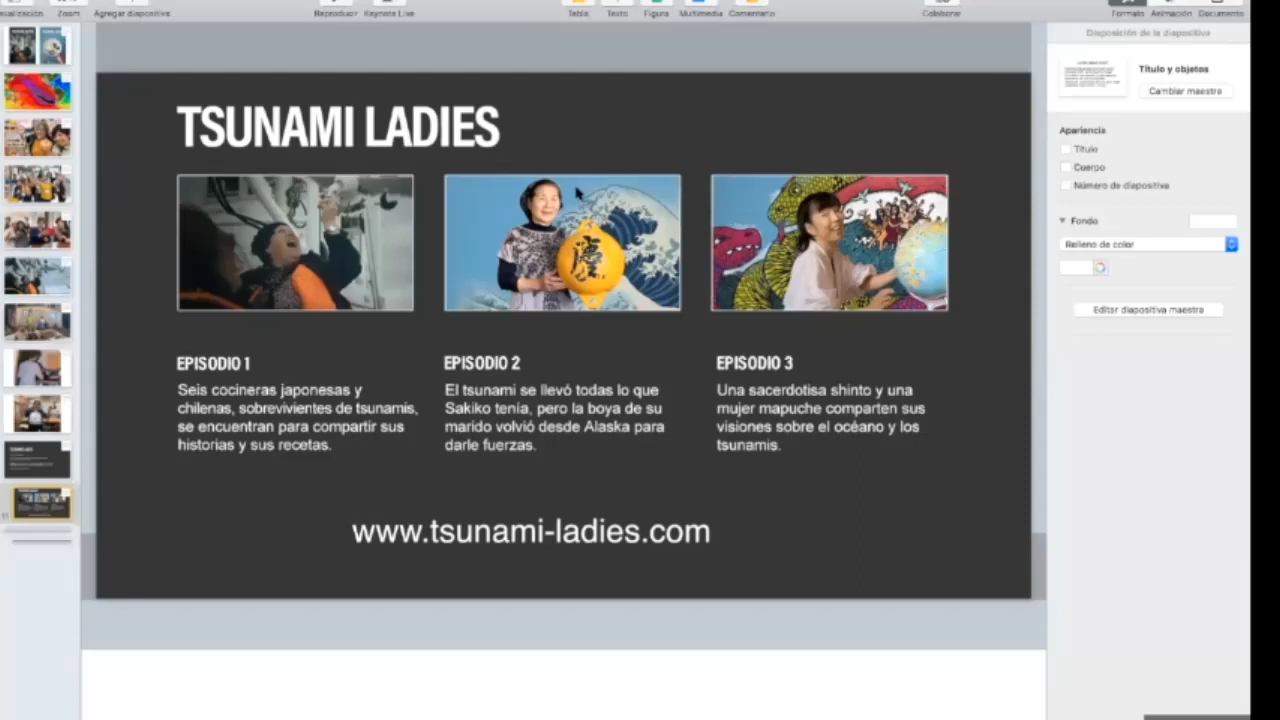 Zoom
Agregar diapositiva
Reproducir
Keynote Live
Tabla
Texto
Figura
Multimedia
Comentario
Colaborar
Formato
Animación
Documento
Disposición de la diapositiva
Título y objetos
Cambiar maestra
Apariencia
Título
Cuerpo
Número de diapositiva
Fondo
Relleno de color
Editar diapositiva maestra
TSUNAMI LADIES
慶
EPISODIO 1
Seis cocineras japonesas y
chilenas, sobrevivientes de tsunamis,
se encuentran para compartir sus
historias y sus recetas.
EPISODIO 2
El tsunami se llevó todas lo que
Sakiko tenía, pero la boya de su
marido volvió desde Alaska para
darle fuerzas.
EPISODIO 3
Una sacerdotisa shinto y una
mujer mapuche comparten sus
visiones sobre el océano y los
tsunamis.
www.tsunami-ladies.com